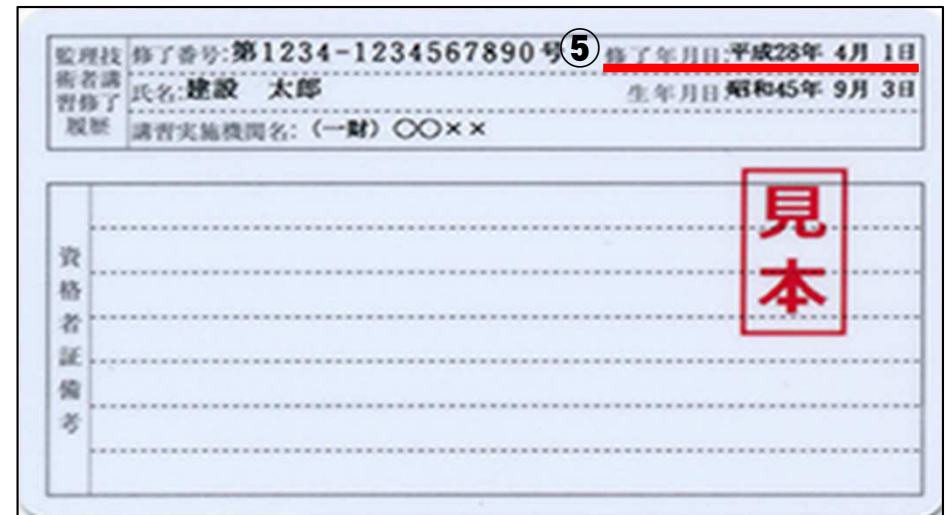 監理技術者講習修了履歴
修了番号:第1234-1234567890号 ⑤ 修了年月日:平成28年 4月 1日
氏名:建設 太郎 生年月日:昭和45年 9月 3日
講習実施機関名:(一財)○○××
見本
資格者証備考